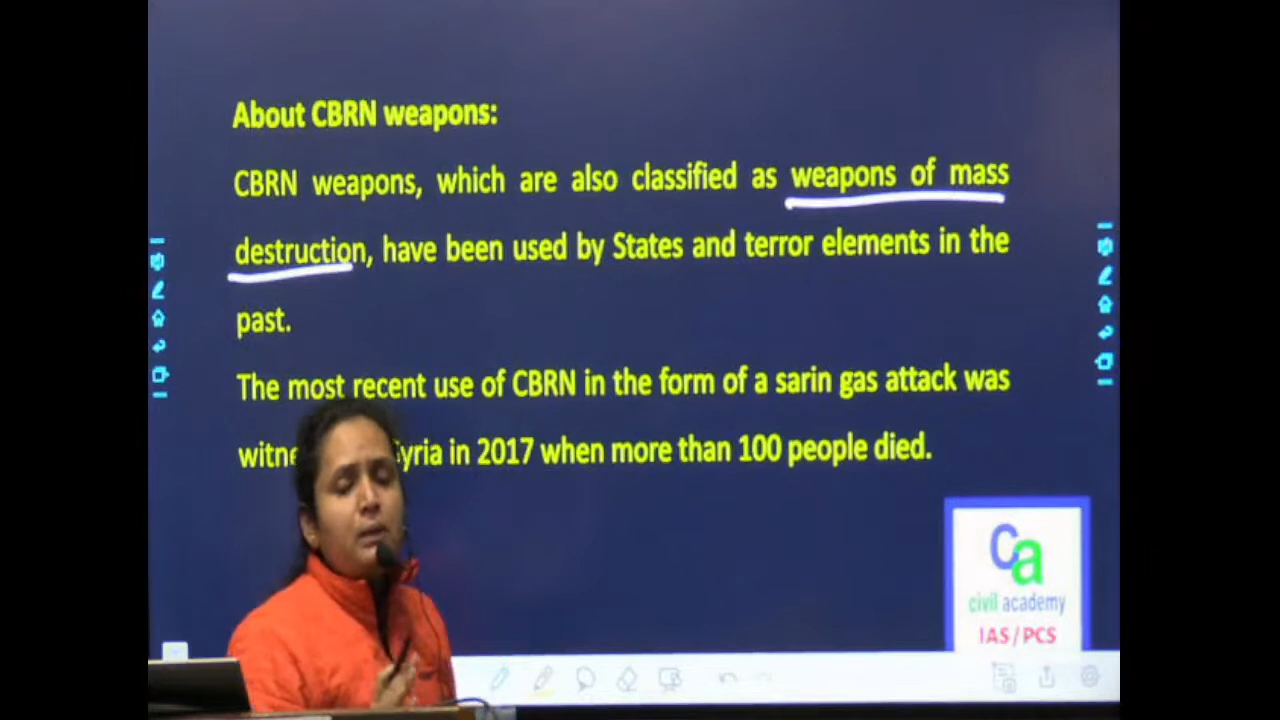 About CBRN weapons:
CBRN weapons, which are also classified as weapons of mass
destruction, have been used by States and terror elements in the
past.
The most recent use of CBRN in the form of a sarin gas attack was
witne yria in 2017 when more than 100 people died.
Ca
civil academy
IAS/PCS